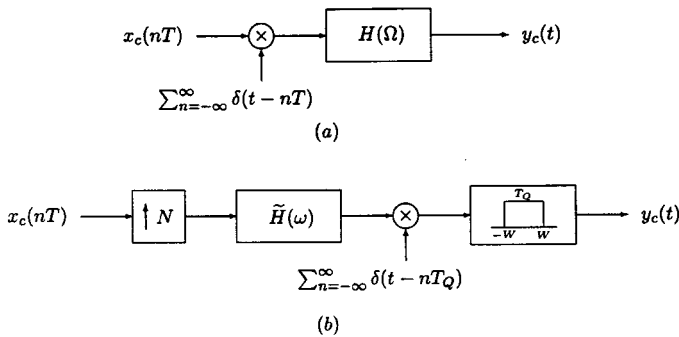 x_c(nT) × H(Ω) y_c(t)
∑_{n=−∞}^{∞} δ(t − nT)
(a)
x_c(nT) ↑ N H̃(ω) × T_Q −W W y_c(t)
∑_{n=−∞}^{∞} δ(t − nT_Q)
(b)